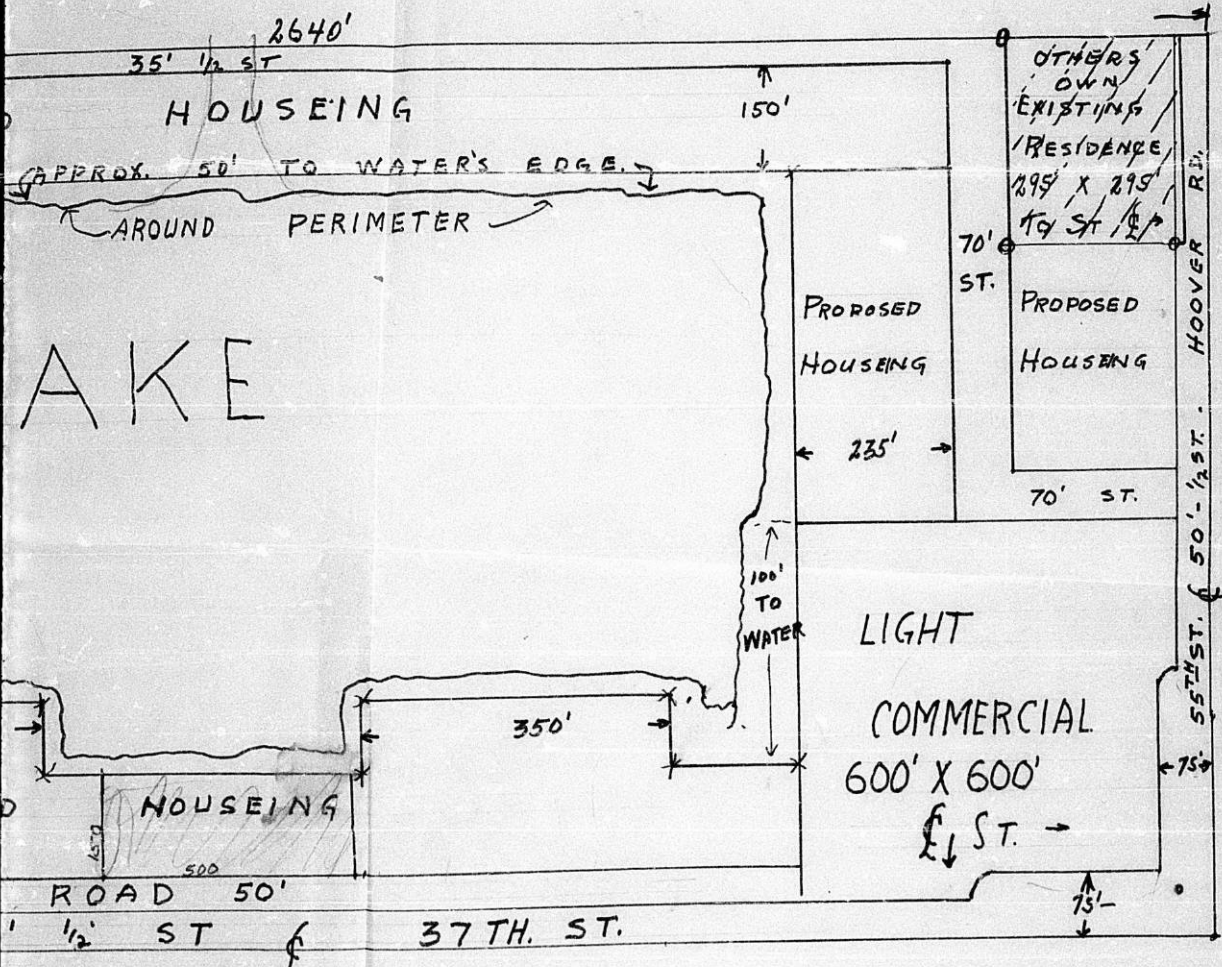 2640'
35' 1/2 ST
HOUSEING
150'
APPROX. 50' TO WATER'S EDGE.
AROUND PERIMETER
OTHERS'
OWN
EXISTING
RESIDENCE
295' X 295'
TO ST ℄
70'
ST.
PROPOSED
HOUSEING
PROPOSED
HOUSEING
AKE
235'
70' ST.
55TH ST. ℄ 50' - 1/2 ST. - HOOVER RD.
100'
TO
WATER
LIGHT
COMMERCIAL
600' X 600'
℄ ST.
350'
75'
HOUSEING
150
500
ROAD 50'
75'-
' 1/2' ST ℄ 37TH. ST.